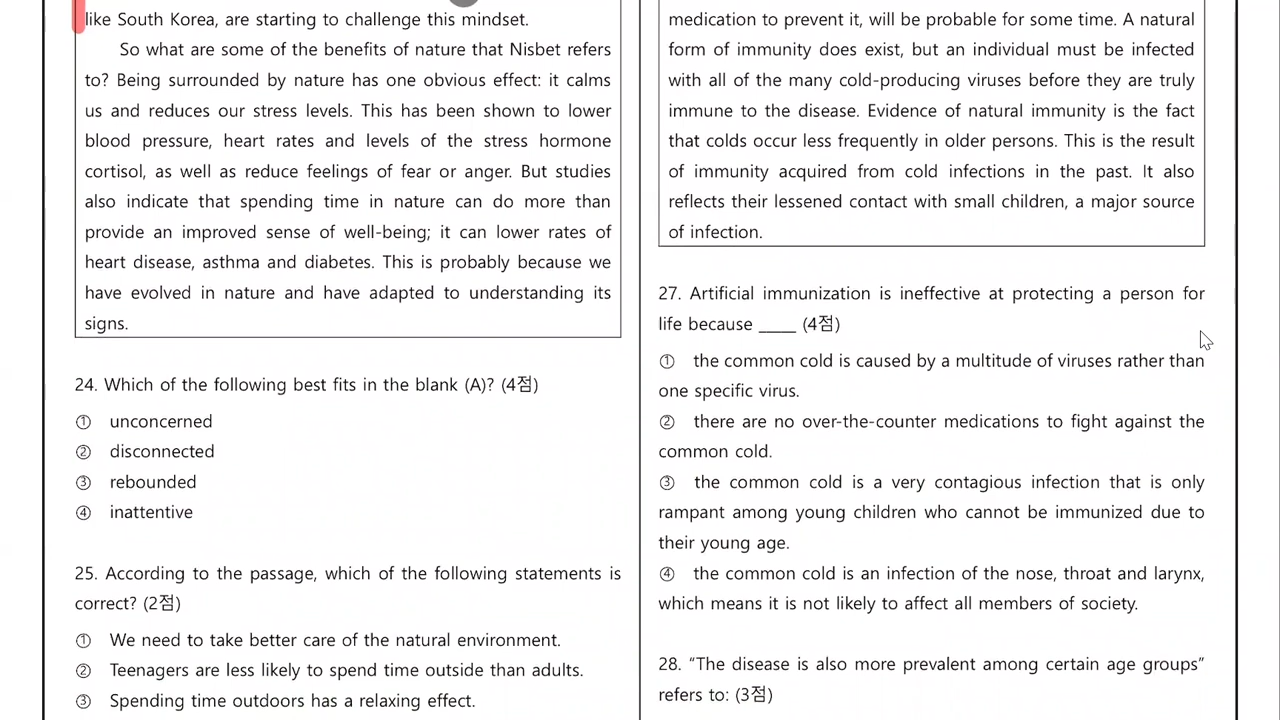 like South Korea, are starting to challenge this mindset.
So what are some of the benefits of nature that Nisbet refers
to? Being surrounded by nature has one obvious effect: it calms
us and reduces our stress levels. This has been shown to lower
blood pressure, heart rates and levels of the stress hormone
cortisol, as well as reduce feelings of fear or anger. But studies
also indicate that spending time in nature can do more than
provide an improved sense of well-being; it can lower rates of
heart disease, asthma and diabetes. This is probably because we
have evolved in nature and have adapted to understanding its
signs.
24. Which of the following best fits in the blank (A)? (4점)
① unconcerned
② disconnected
③ rebounded
④ inattentive
25. According to the passage, which of the following statements is
correct? (2점)
① We need to take better care of the natural environment.
② Teenagers are less likely to spend time outside than adults.
③ Spending time outdoors has a relaxing effect.
medication to prevent it, will be probable for some time. A natural
form of immunity does exist, but an individual must be infected
with all of the many cold-producing viruses before they are truly
immune to the disease. Evidence of natural immunity is the fact
that colds occur less frequently in older persons. This is the result
of immunity acquired from cold infections in the past. It also
reflects their lessened contact with small children, a major source
of infection.
27. Artificial immunization is ineffective at protecting a person for
life because ____ (4점)
① the common cold is caused by a multitude of viruses rather than
one specific virus.
② there are no over-the-counter medications to fight against the
common cold.
③ the common cold is a very contagious infection that is only
rampant among young children who cannot be immunized due to
their young age.
④ the common cold is an infection of the nose, throat and larynx,
which means it is not likely to affect all members of society.
28. "The disease is also more prevalent among certain age groups"
refers to: (3점)